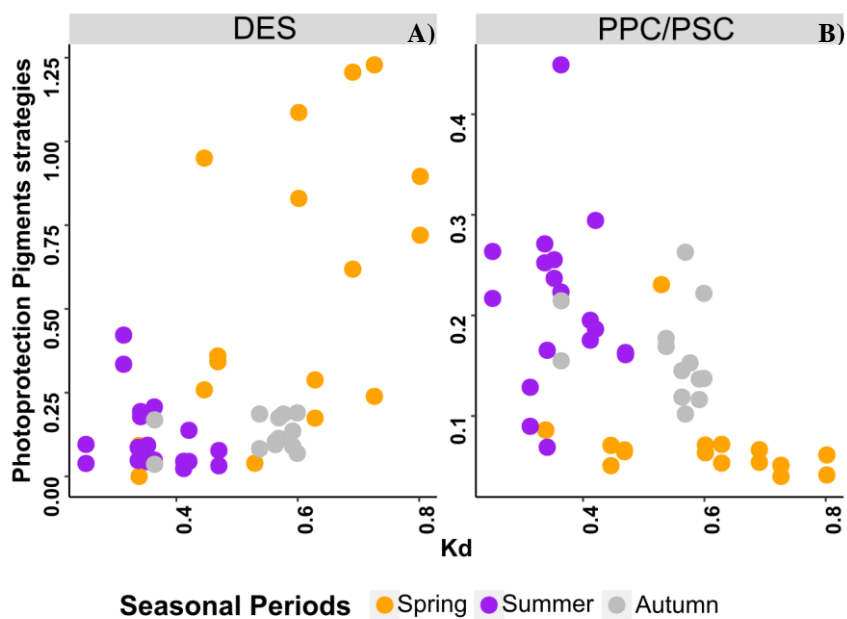 DES A)
PPC/PSC B)
Photoprotection Pigments strategies
1.25
1.00
0.75
0.50
0.25
0.00
0.4
0.3
0.2
0.1
0.4 0.6 0.8
0.4 0.6 0.8
Kd
Seasonal Periods Spring Summer Autumn